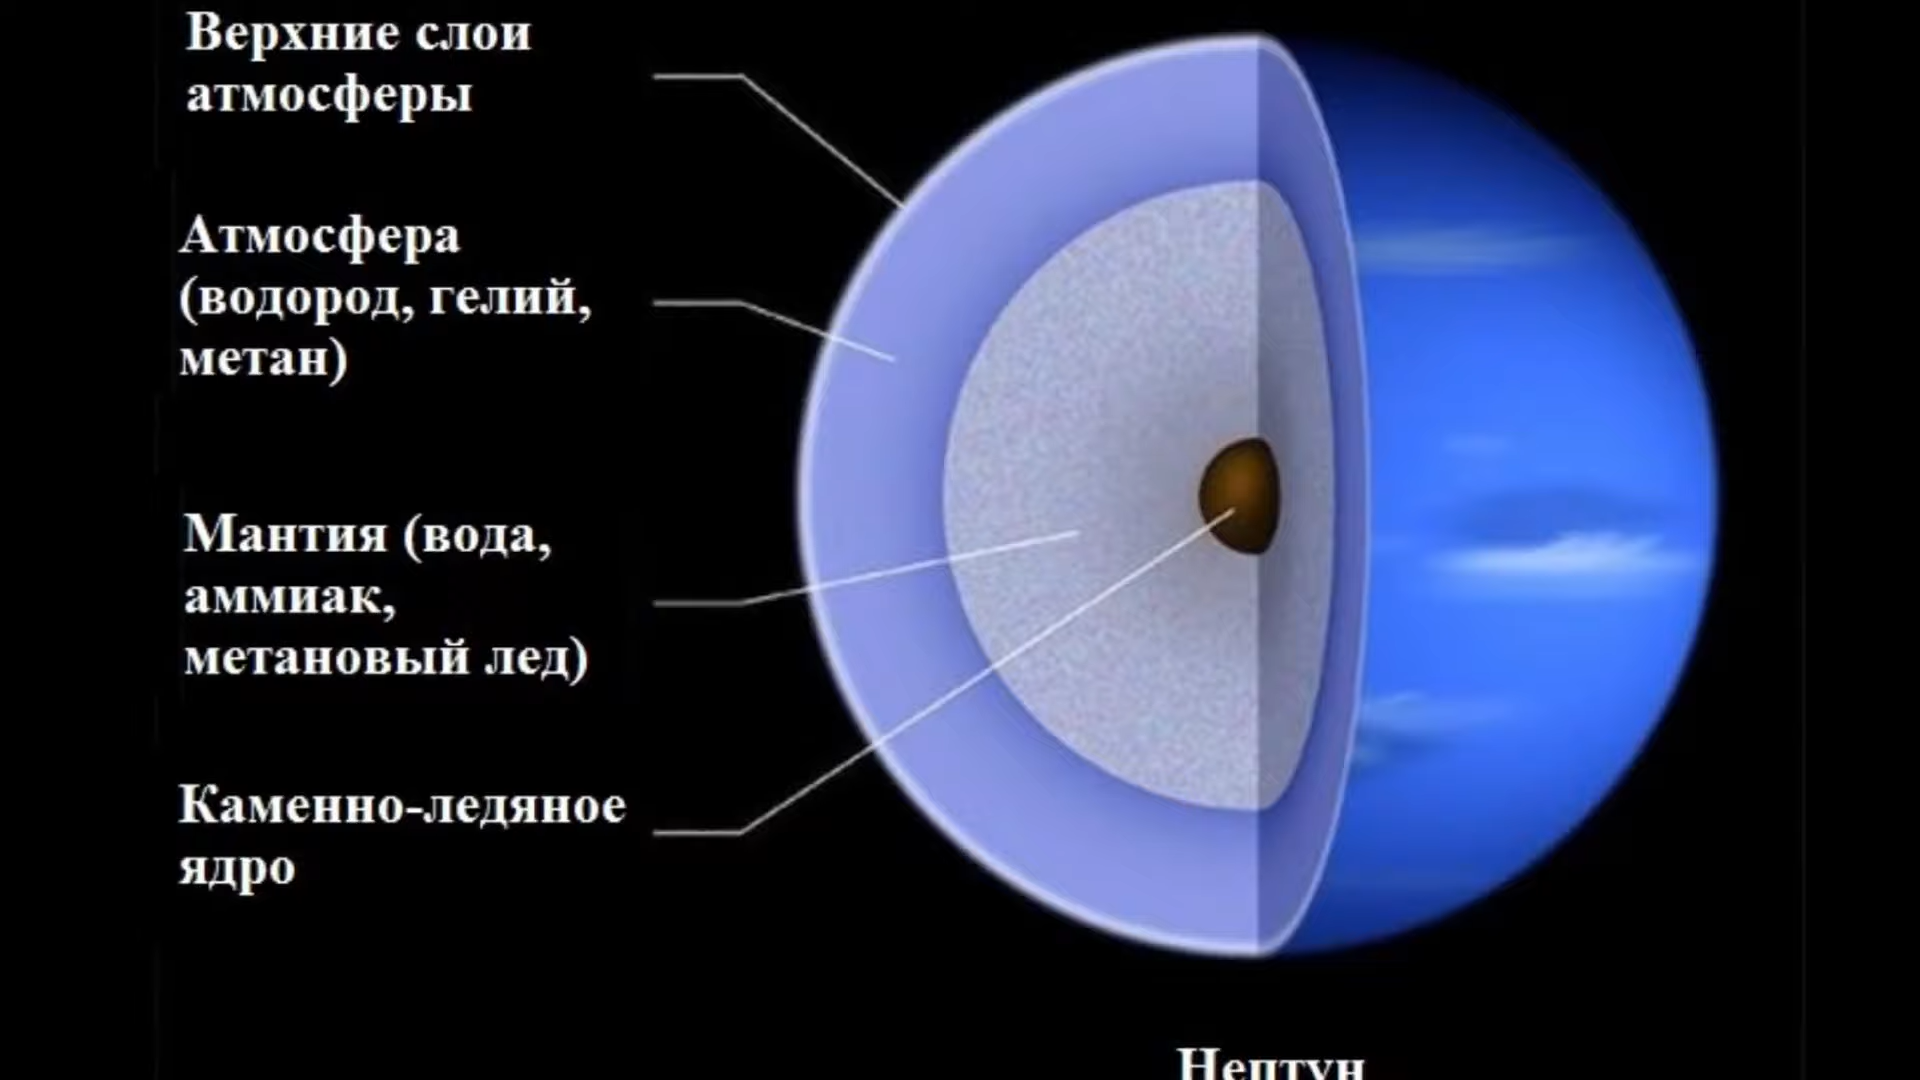 Верхние слои
атмосферы
Атмосфера
(водород, гелий,
метан)
Мантия (вода,
аммиак,
метановый лед)
Каменно-ледяное
ядро
Нептун